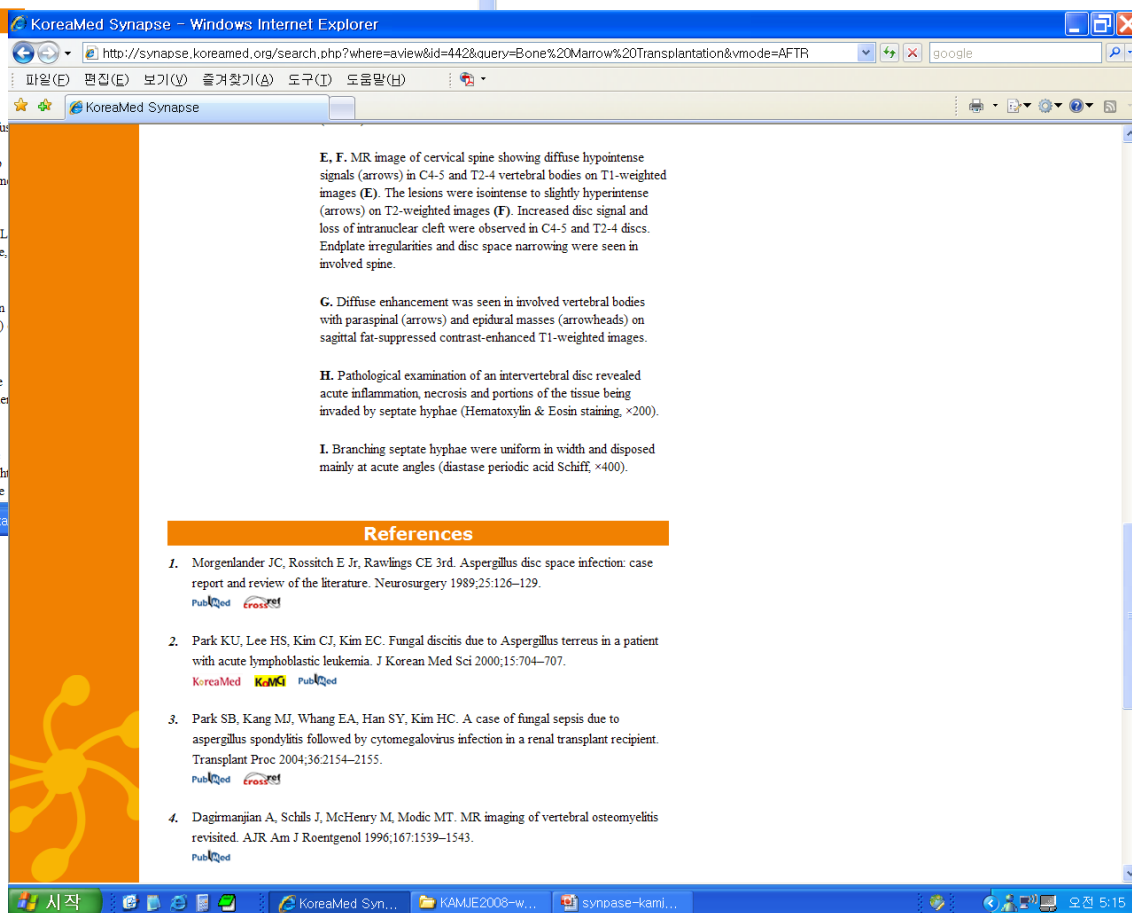 KoreaMed Synapse - Windows Internet Explorer
http://synapse.koreamed.org/search.php?where=aview&id=442&query=Bone%20Marrow%20Transplantation&vmode=AFTR
google
파일(F) 편집(E) 보기(V) 즐겨찾기(A) 도구(T) 도움말(H)
KoreaMed Synapse
E, F. MR image of cervical spine showing diffuse hypointense
signals (arrows) in C4-5 and T2-4 vertebral bodies on T1-weighted
images (E). The lesions were isointense to slightly hyperintense
(arrows) on T2-weighted images (F). Increased disc signal and
loss of intranuclear cleft were observed in C4-5 and T2-4 discs.
Endplate irregularities and disc space narrowing were seen in
involved spine.
G. Diffuse enhancement was seen in involved vertebral bodies
with paraspinal (arrows) and epidural masses (arrowheads) on
sagittal fat-suppressed contrast-enhanced T1-weighted images.
H. Pathological examination of an intervertebral disc revealed
acute inflammation, necrosis and portions of the tissue being
invaded by septate hyphae (Hematoxylin & Eosin staining, ×200).
I. Branching septate hyphae were uniform in width and disposed
mainly at acute angles (diastase periodic acid Schiff, ×400).
References
1. Morgenlander JC, Rossitch E Jr, Rawlings CE 3rd. Aspergillus disc space infection: case
report and review of the literature. Neurosurgery 1989;25:126–129.
PubMed crossref
2. Park KU, Lee HS, Kim CJ, Kim EC. Fungal discitis due to Aspergillus terreus in a patient
with acute lymphoblastic leukemia. J Korean Med Sci 2000;15:704–707.
KoreaMed KoMCI PubMed
3. Park SB, Kang MJ, Whang EA, Han SY, Kim HC. A case of fungal sepsis due to
aspergillus spondylitis followed by cytomegalovirus infection in a renal transplant recipient.
Transplant Proc 2004;36:2154–2155.
PubMed crossref
4. Dagirmanjian A, Schils J, McHenry M, Modic MT. MR imaging of vertebral osteomyelitis
revisited. AJR Am J Roentgenol 1996;167:1539–1543.
PubMed
시작 KoreaMed Syn... KAMJE2008-w... synpase-kamj... 오전 5:15